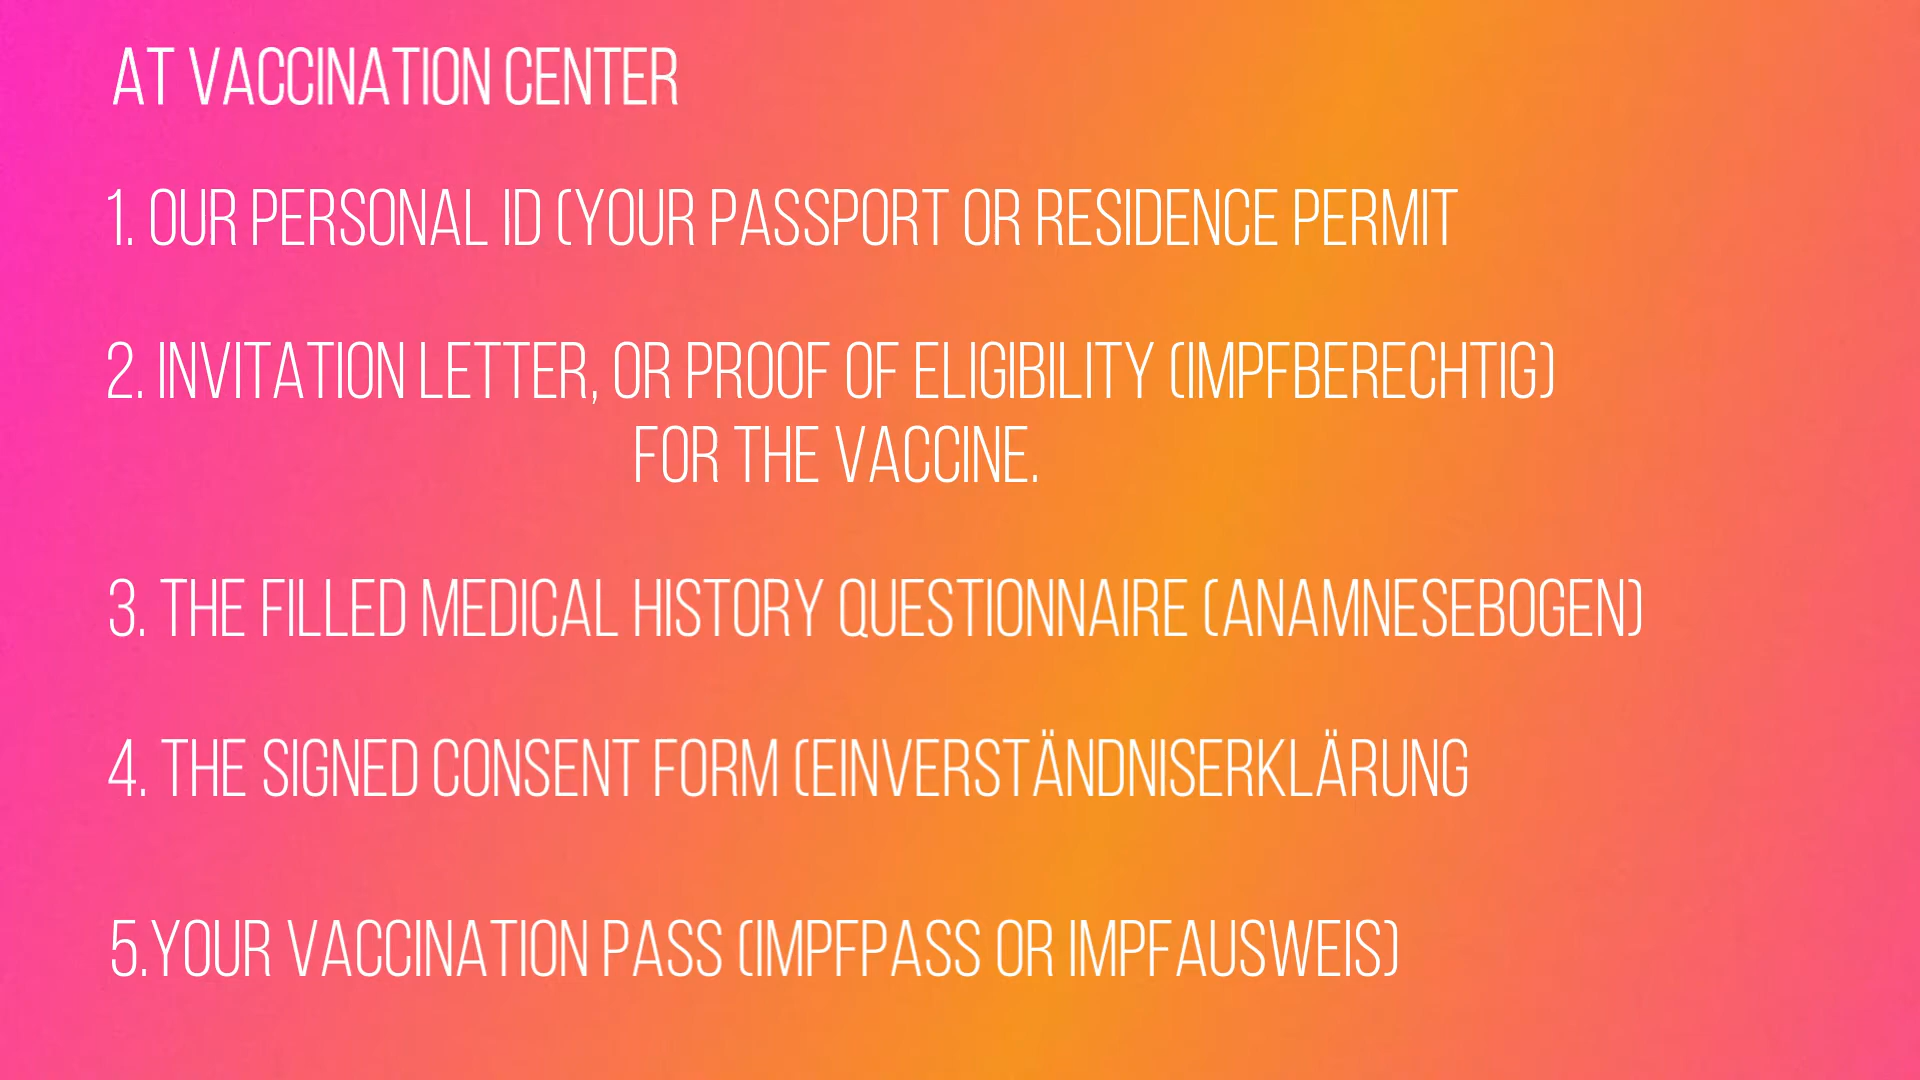 AT VACCINATION CENTER
1. OUR PERSONAL ID (YOUR PASSPORT OR RESIDENCE PERMIT
2. INVITATION LETTER, OR PROOF OF ELIGIBILITY (IMPFBERECHTIG)
FOR THE VACCINE.
3. THE FILLED MEDICAL HISTORY QUESTIONNAIRE (ANAMNESEBOGEN)
4. THE SIGNED CONSENT FORM (EINVERSTÄNDNISERKLÄRUNG
5.YOUR VACCINATION PASS (IMPFPASS OR IMPFAUSWEIS)